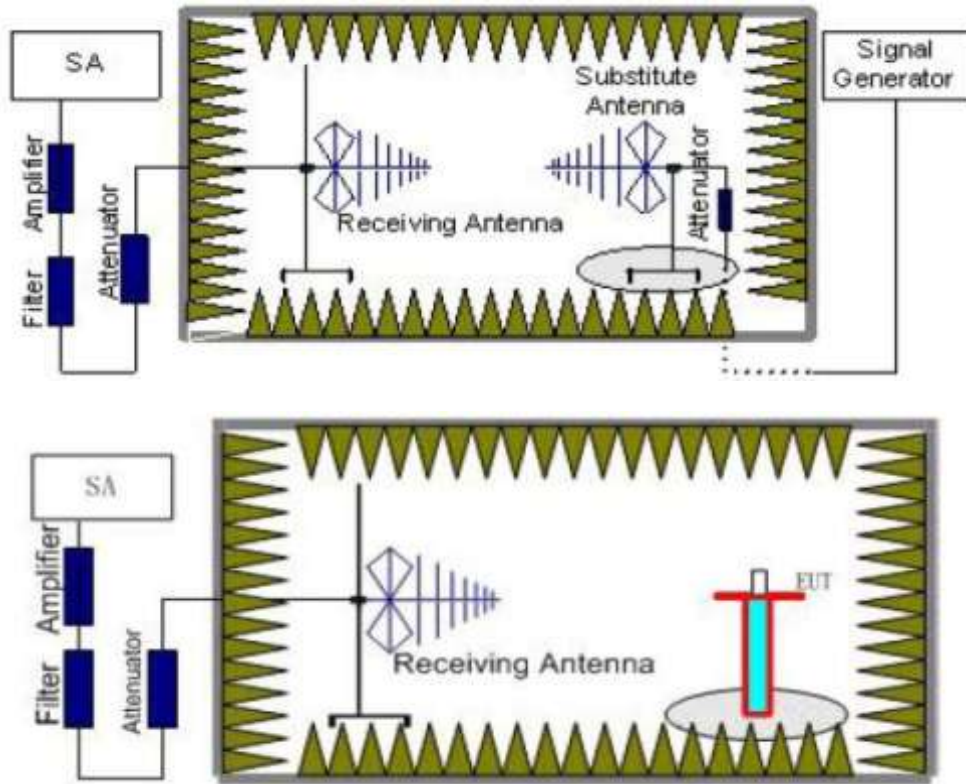 SA
Signal
Generator
Substitute
Antenna
Amplifier
Attenuator
Filter
Receiving Antenna
Attenuator
SA
Amplifier
Filter
Attenuator
EUT
Receiving Antenna